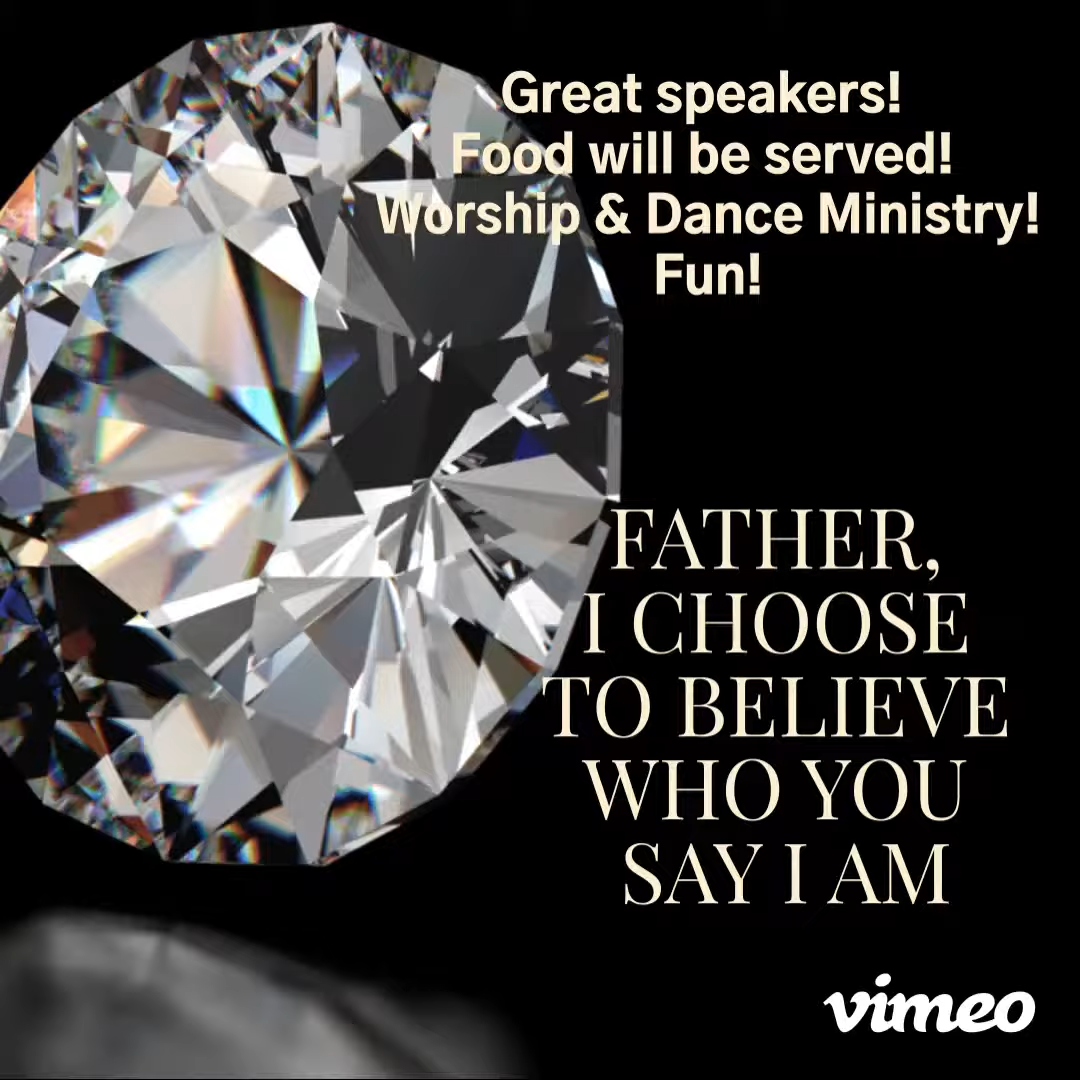 Great speakers!
Food will be served!
Worship & Dance Ministry!
Fun!
FATHER,
I CHOOSE
TO BELIEVE
WHO YOU
SAY I AM
vimeo